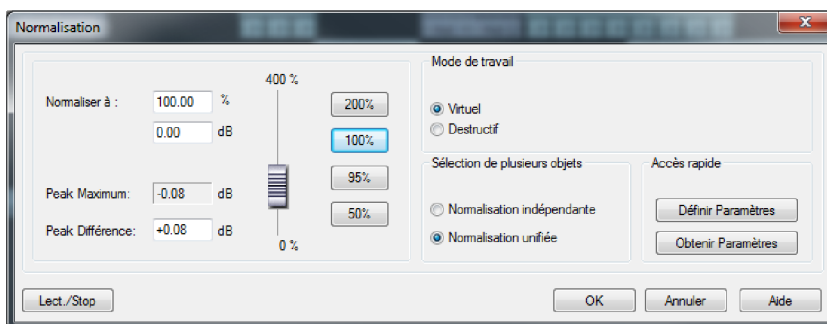 Normalisation
400 %
Normaliser à :
100.00
%
0.00
dB
Peak Maximum:
-0.08
dB
Peak Différence:
+0.08
dB
0 %
200%
100%
95%
50%
Mode de travail
Virtuel
Destructif
Sélection de plusieurs objets
Normalisation indépendante
Normalisation unifiée
Accès rapide
Définir Paramètres
Obtenir Paramètres
Lect./Stop
OK
Annuler
Aide